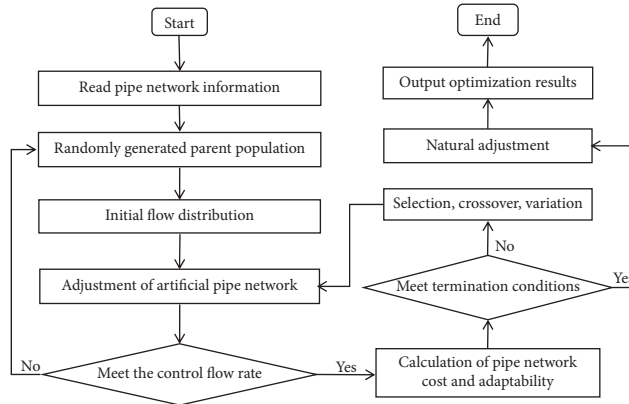 Start
Read pipe network information
Randomly generated parent population
Initial flow distribution
Adjustment of artificial pipe network
Meet the control flow rate
No
Yes
Calculation of pipe network
cost and adaptability
Meet termination conditions
No
Yes
Selection, crossover, variation
Natural adjustment
Output optimization results
End